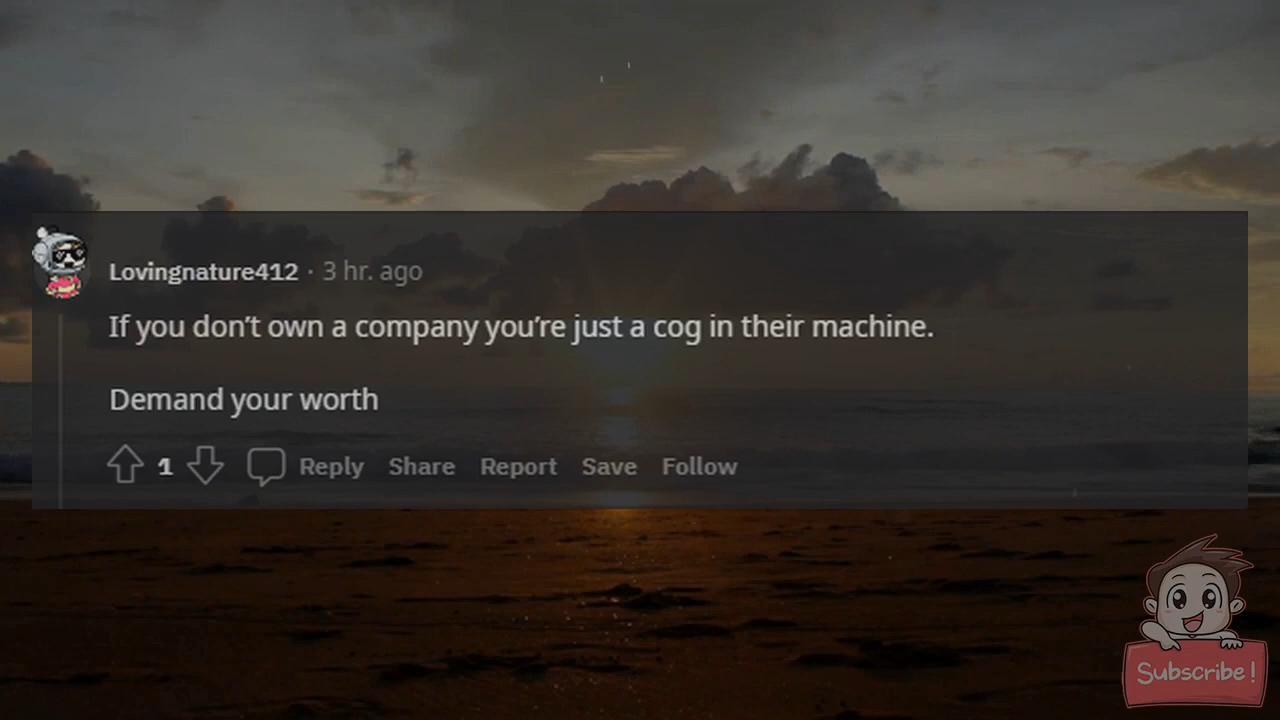 Lovingnature412 · 3 hr. ago
If you don’t own a company you’re just a cog in their machine.
Demand your worth
1 Reply Share Report Save Follow
Subscribe!